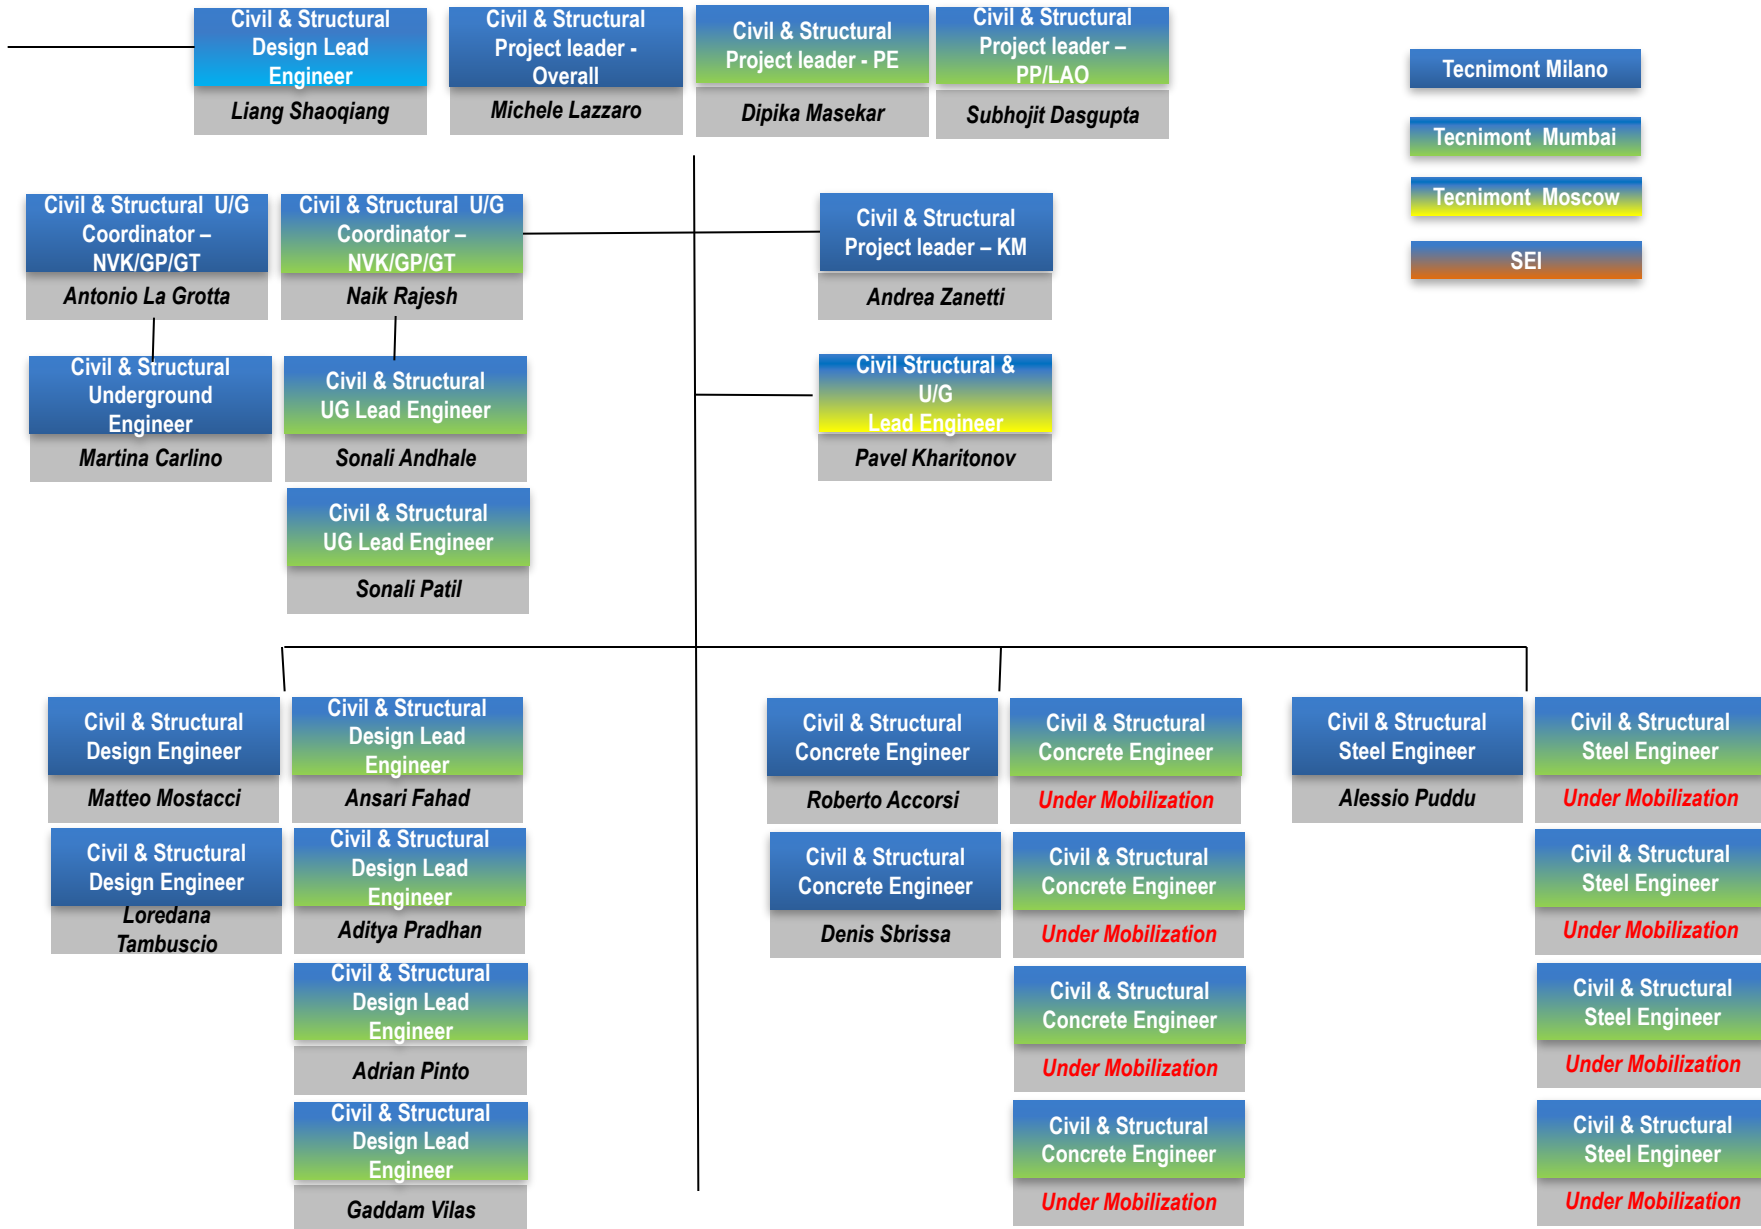 Civil & Structural
Design Lead
Engineer
Liang Shaoqiang
Civil & Structural
Project leader -
Overall
Michele Lazzaro
Civil & Structural
Project leader - PE
Dipika Masekar
Civil & Structural
Project leader –
PP/LAO
Subhojit Dasgupta
Tecnimont Milano
Tecnimont Mumbai
Tecnimont Moscow
SEI
Civil & Structural U/G
Coordinator –
NVK/GP/GT
Antonio La Grotta
Civil & Structural U/G
Coordinator –
NVK/GP/GT
Naik Rajesh
Civil & Structural
Project leader – KM
Andrea Zanetti
Civil & Structural
Underground
Engineer
Martina Carlino
Civil & Structural
UG Lead Engineer
Sonali Andhale
Civil Structural &
U/G
Lead Engineer
Pavel Kharitonov
Civil & Structural
UG Lead Engineer
Sonali Patil
Civil & Structural
Design Engineer
Matteo Mostacci
Civil & Structural
Design Lead
Engineer
Ansari Fahad
Civil & Structural
Concrete Engineer
Roberto Accorsi
Civil & Structural
Concrete Engineer
Under Mobilization
Civil & Structural
Steel Engineer
Alessio Puddu
Civil & Structural
Steel Engineer
Under Mobilization
Civil & Structural
Design Engineer
Loredana
Tambuscio
Civil & Structural
Design Lead
Engineer
Aditya Pradhan
Civil & Structural
Concrete Engineer
Denis Sbrissa
Civil & Structural
Concrete Engineer
Under Mobilization
Civil & Structural
Steel Engineer
Under Mobilization
Civil & Structural
Design Lead
Engineer
Adrian Pinto
Civil & Structural
Concrete Engineer
Under Mobilization
Civil & Structural
Steel Engineer
Under Mobilization
Civil & Structural
Design Lead
Engineer
Gaddam Vilas
Civil & Structural
Concrete Engineer
Under Mobilization
Civil & Structural
Steel Engineer
Under Mobilization